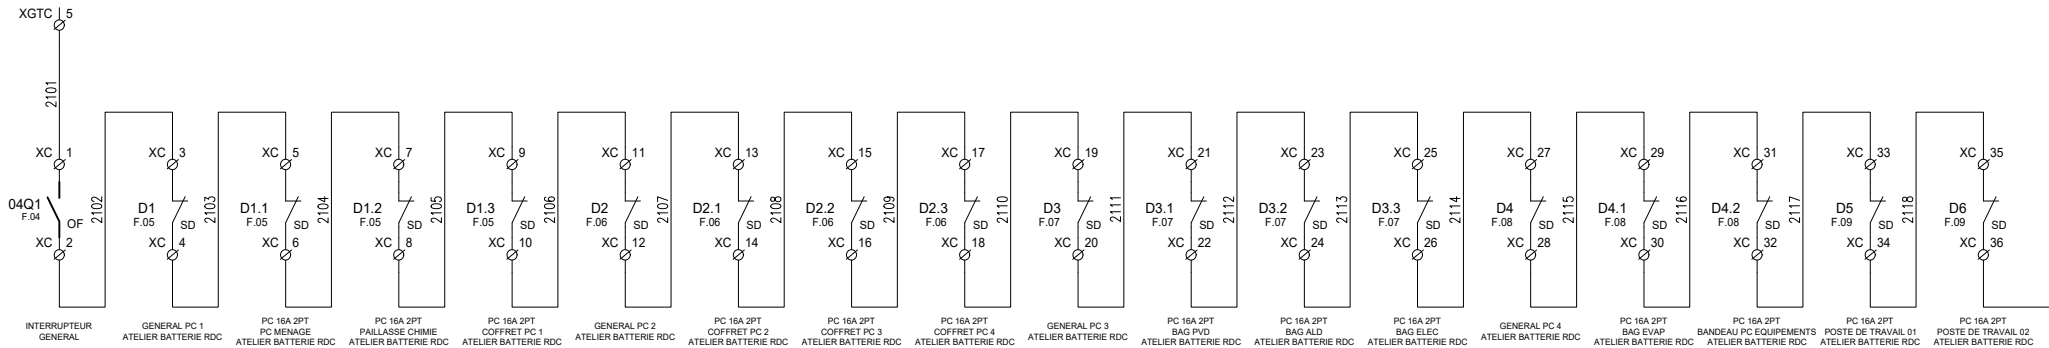 XGTC 5
2101
XC 1
04Q1
F.04
OF
XC 2
INTERRUPTEUR
GENERAL
2102
XC 3
D1
F.05
SD
XC 4
GENERAL PC 1
ATELIER BATTERIE RDC
2103
XC 5
D1.1
F.05
SD
XC 6
PC 16A 2PT
PC MENAGE
ATELIER BATTERIE RDC
2104
XC 7
D1.2
F.05
SD
XC 8
PC 16A 2PT
PAILLASSE CHIMIE
ATELIER BATTERIE RDC
2105
XC 9
D1.3
F.05
SD
XC 10
PC 16A 2PT
COFFRET PC 1
ATELIER BATTERIE RDC
2106
XC 11
D2
F.06
SD
XC 12
GENERAL PC 2
ATELIER BATTERIE RDC
2107
XC 13
D2.1
F.06
SD
XC 14
PC 16A 2PT
COFFRET PC 2
ATELIER BATTERIE RDC
2108
XC 15
D2.2
F.06
SD
XC 16
PC 16A 2PT
COFFRET PC 3
ATELIER BATTERIE RDC
2109
XC 17
D2.3
F.06
SD
XC 18
PC 16A 2PT
COFFRET PC 4
ATELIER BATTERIE RDC
2110
XC 19
D3
F.07
SD
XC 20
GENERAL PC 3
ATELIER BATTERIE RDC
2111
XC 21
D3.1
F.07
SD
XC 22
PC 16A 2PT
BAG PVD
ATELIER BATTERIE RDC
2112
XC 23
D3.2
F.07
SD
XC 24
PC 16A 2PT
BAG ALD
ATELIER BATTERIE RDC
2113
XC 25
D3.3
F.07
SD
XC 26
PC 16A 2PT
BAG ELEC
ATELIER BATTERIE RDC
2114
XC 27
D4
F.08
SD
XC 28
GENERAL PC 4
ATELIER BATTERIE RDC
2115
XC 29
D4.1
F.08
SD
XC 30
PC 16A 2PT
BAG EVAP
ATELIER BATTERIE RDC
2116
XC 31
D4.2
F.08
SD
XC 32
PC 16A 2PT
BANDEAU PC EQUIPEMENTS
ATELIER BATTERIE RDC
2117
XC 33
D5
F.09
SD
XC 34
PC 16A 2PT
POSTE DE TRAVAIL 01
ATELIER BATTERIE RDC
2118
XC 35
D6
F.09
SD
XC 36
PC 16A 2PT
POSTE DE TRAVAIL 02
ATELIER BATTERIE RDC